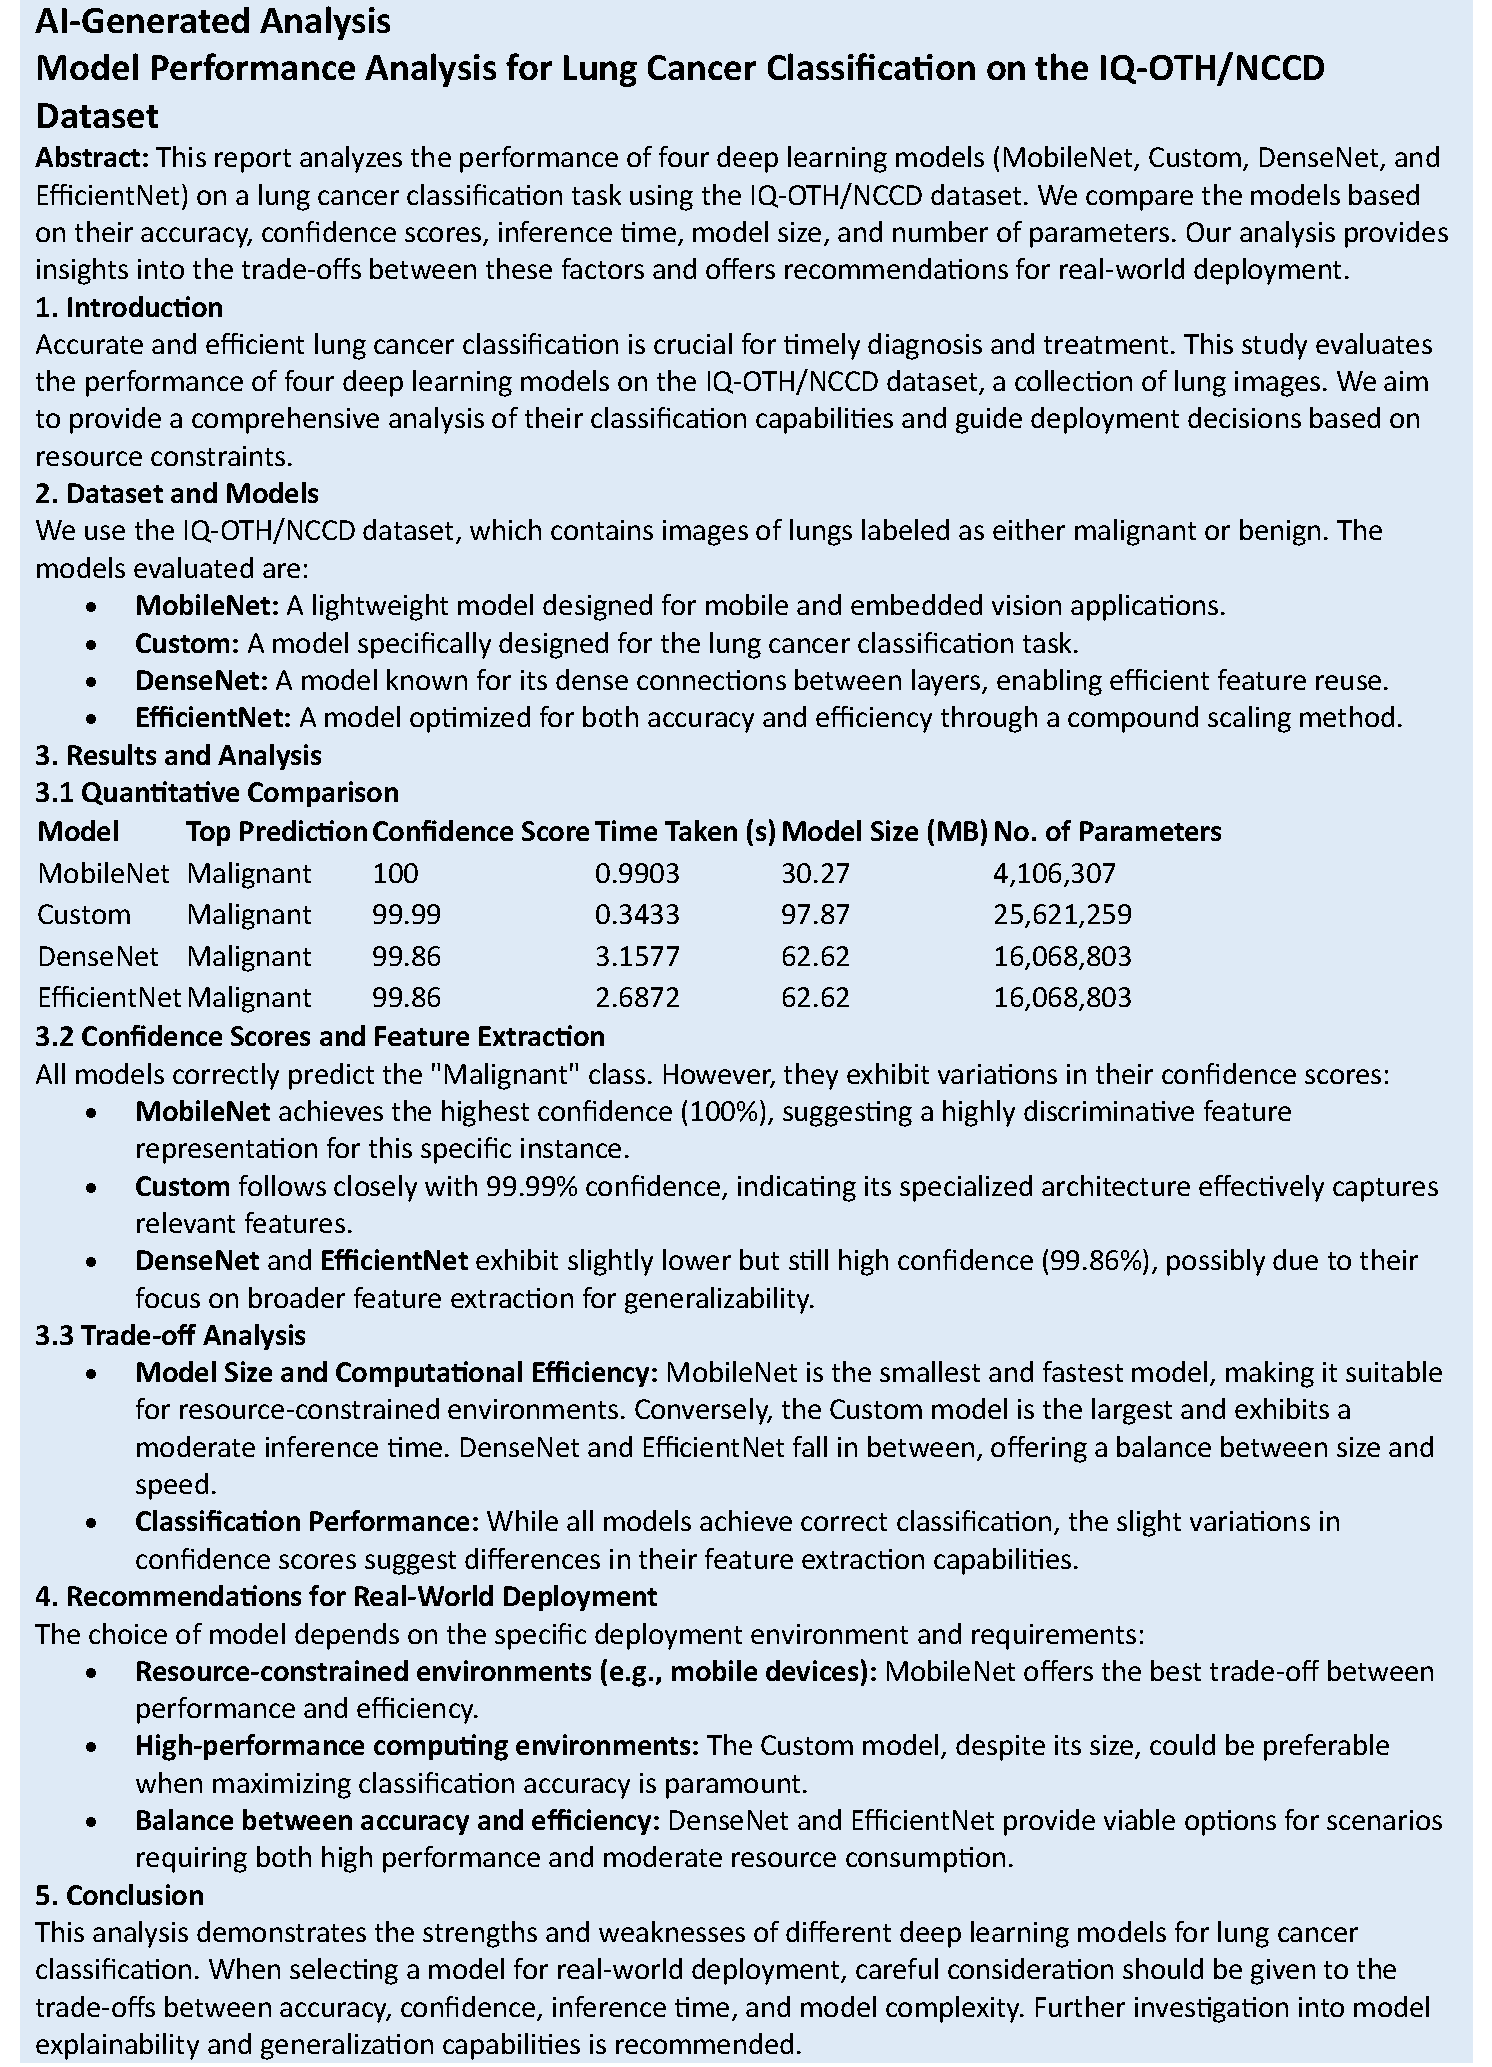 AI-Generated Analysis
Model Performance Analysis for Lung Cancer Classification on the IQ-OTH/NCCD
Dataset
Abstract: This report analyzes the performance of four deep learning models (MobileNet, Custom, DenseNet, and
EfficientNet) on a lung cancer classification task using the IQ-OTH/NCCD dataset. We compare the models based
on their accuracy, confidence scores, inference time, model size, and number of parameters. Our analysis provides
insights into the trade-offs between these factors and offers recommendations for real-world deployment.
1. Introduction
Accurate and efficient lung cancer classification is crucial for timely diagnosis and treatment. This study evaluates
the performance of four deep learning models on the IQ-OTH/NCCD dataset, a collection of lung images. We aim
to provide a comprehensive analysis of their classification capabilities and guide deployment decisions based on
resource constraints.
2. Dataset and Models
We use the IQ-OTH/NCCD dataset, which contains images of lungs labeled as either malignant or benign. The
models evaluated are:
• MobileNet: A lightweight model designed for mobile and embedded vision applications.
• Custom: A model specifically designed for the lung cancer classification task.
• DenseNet: A model known for its dense connections between layers, enabling efficient feature reuse.
• EfficientNet: A model optimized for both accuracy and efficiency through a compound scaling method.
3. Results and Analysis
3.1 Quantitative Comparison
Model Top Prediction Confidence Score Time Taken (s) Model Size (MB) No. of Parameters
MobileNet Malignant 100 0.9903 30.27 4,106,307
Custom Malignant 99.99 0.3433 97.87 25,621,259
DenseNet Malignant 99.86 3.1577 62.62 16,068,803
EfficientNet Malignant 99.86 2.6872 62.62 16,068,803
3.2 Confidence Scores and Feature Extraction
All models correctly predict the "Malignant" class. However, they exhibit variations in their confidence scores:
• MobileNet achieves the highest confidence (100%), suggesting a highly discriminative feature
representation for this specific instance.
• Custom follows closely with 99.99% confidence, indicating its specialized architecture effectively captures
relevant features.
• DenseNet and EfficientNet exhibit slightly lower but still high confidence (99.86%), possibly due to their
focus on broader feature extraction for generalizability.
3.3 Trade-off Analysis
• Model Size and Computational Efficiency: MobileNet is the smallest and fastest model, making it suitable
for resource-constrained environments. Conversely, the Custom model is the largest and exhibits a
moderate inference time. DenseNet and EfficientNet fall in between, offering a balance between size and
speed.
• Classification Performance: While all models achieve correct classification, the slight variations in
confidence scores suggest differences in their feature extraction capabilities.
4. Recommendations for Real-World Deployment
The choice of model depends on the specific deployment environment and requirements:
• Resource-constrained environments (e.g., mobile devices): MobileNet offers the best trade-off between
performance and efficiency.
• High-performance computing environments: The Custom model, despite its size, could be preferable
when maximizing classification accuracy is paramount.
• Balance between accuracy and efficiency: DenseNet and EfficientNet provide viable options for scenarios
requiring both high performance and moderate resource consumption.
5. Conclusion
This analysis demonstrates the strengths and weaknesses of different deep learning models for lung cancer
classification. When selecting a model for real-world deployment, careful consideration should be given to the
trade-offs between accuracy, confidence, inference time, and model complexity. Further investigation into model
explainability and generalization capabilities is recommended.